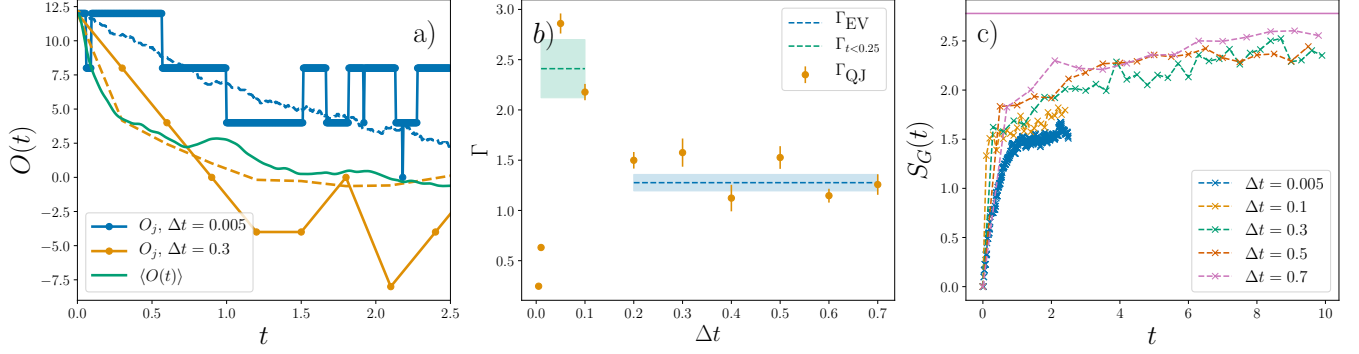 a)
O(t)
12.5
10.0
7.5
5.0
2.5
0.0
−2.5
−5.0
−7.5
O_j, Δt = 0.005
O_j, Δt = 0.3
⟨O(t)⟩
0.0 0.5 1.0 1.5 2.0 2.5
t
b)
Γ
3.0
2.5
2.0
1.5
1.0
0.5
Γ_EV
Γ_{t<0.25}
Γ_QJ
0.0 0.1 0.2 0.3 0.4 0.5 0.6 0.7
Δt
c)
S_G(t)
2.5
2.0
1.5
1.0
0.5
0.0
Δt = 0.005
Δt = 0.1
Δt = 0.3
Δt = 0.5
Δt = 0.7
0 2 4 6 8 10
t